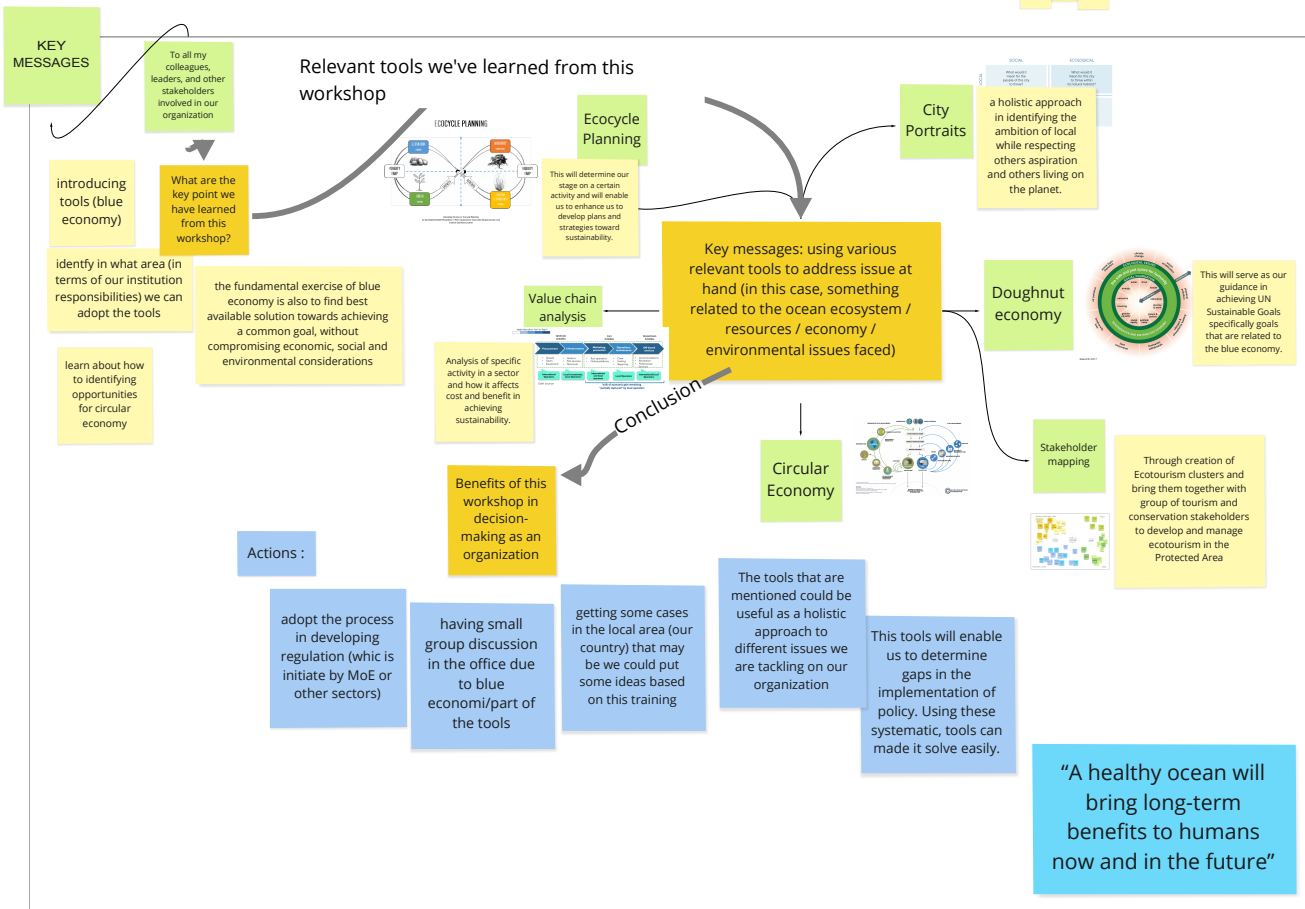 KEY
MESSAGES
To all my
colleagues,
leaders, and other
stakeholders
involved in our
organization
introducing
tools (blue
economy)
What are the
key point we
have learned
from this
workshop?
identfy in what area (in
terms of our institution
responsibilities) we can
adopt the tools
the fundamental exercise of blue
economy is also to find best
available solution towards achieving
a common goal, without
compromising economic, social and
environmental considerations
learn about how
to identifying
opportunities
for circular
economy
Relevant tools we've learned from this
workshop
ECOCYCLE PLANNING
Ecocycle
Planning
This will determine our
stage on a certain
activity and will enable
us to enhance us to
develop plans and
strategies toward
sustainability.
City
Portraits
SOCIAL
ECOLOGICAL
a holistic approach
in identifying the
ambition of local
while respecting
others aspiration
and others living on
the planet.
Key messages: using various
relevant tools to address issue at
hand (in this case, something
related to the ocean ecosystem /
resources / economy /
environmental issues faced)
Value chain
analysis
Analysis of specific
activity in a sector
and how it affects
cost and benefit in
achieving
sustainability.
Doughnut
economy
This will serve as our
guidance in
achieving UN
Sustainable Goals
specifically goals
that are related to
the blue economy.
Circular
Economy
Stakeholder
mapping
Through creation of
Ecotourism clusters and
bring them together with
group of tourism and
conservation stakeholders
to develop and manage
ecotourism in the
Protected Area
Conclusion
Benefits of this
workshop in
decision-
making as an
organization
Actions :
adopt the process
in developing
regulation (whic is
initiate by MoE or
other sectors)
having small
group discussion
in the office due
to blue
economi/part of
the tools
getting some cases
in the local area (our
country) that may
be we could put
some ideas based
on this training
The tools that are
mentioned could be
useful as a holistic
approach to
different issues we
are tackling on our
organization
This tools will enable
us to determine
gaps in the
implementation of
policy. Using these
systematic, tools can
made it solve easily.
“A healthy ocean will
bring long-term
benefits to humans
now and in the future”